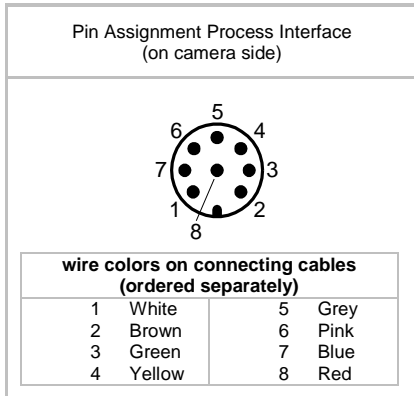 Pin Assignment Process Interface
(on camera side)
5
6 4
7 3
1 2
8
wire colors on connecting cables
(ordered separately)
1 White 5 Grey
2 Brown 6 Pink
3 Green 7 Blue
4 Yellow 8 Red